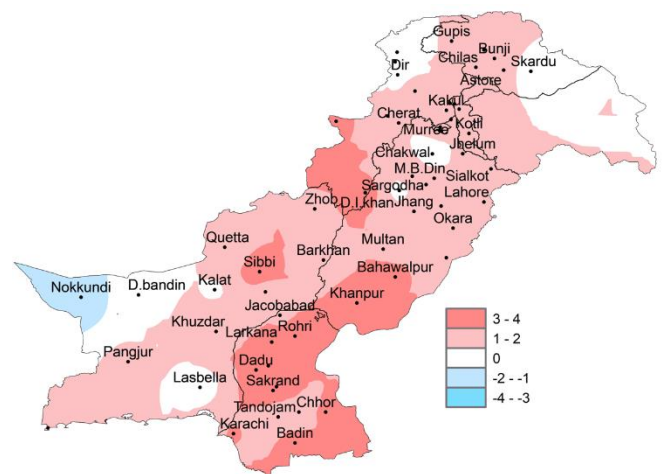 Gupis
Bunji
Chilas
Skardu
Dir
Astore
Kakul
Cherat
Kotli
Murree
Chakwal
Jhelum
M.B.Din
Sialkot
Sargodha
Lahore
Zhob
D.I.khan
Jhang
Okara
Quetta
Multan
Barkhan
Sibbi
Bahawalpur
Nokkundi
D.bandin
Kalat
Khanpur
Jacobabad
Khuzdar
Rohri
Larkana
Pangjur
Dadu
Lasbella
Sakrand
Tandojam
Chhor
Karachi
Badin
3 - 4
1 - 2
0
-2 - -1
-4 - -3